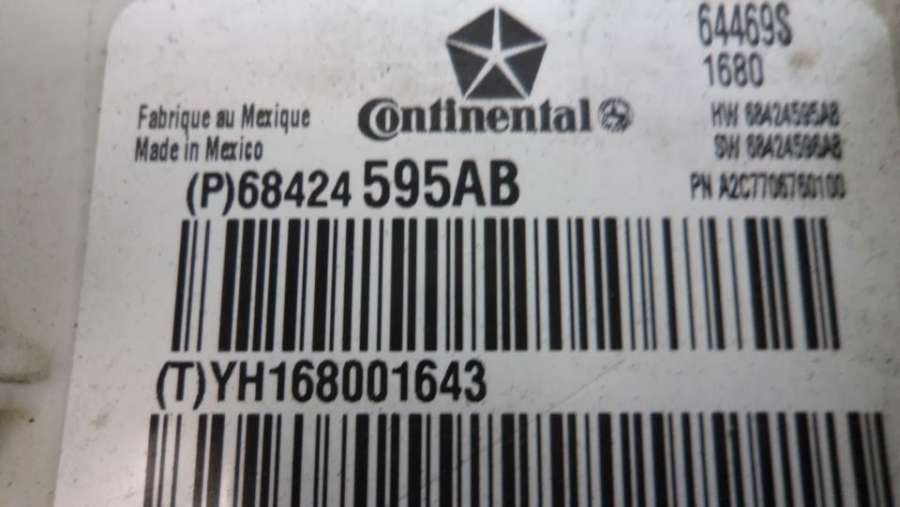 64469S
1680
Continental
Fabrique au Mexique
Made in Mexico
HW 68424595AB
SW 68424596AB
(P)68424 595AB
PN A2C7706760100
(T)YH168001643